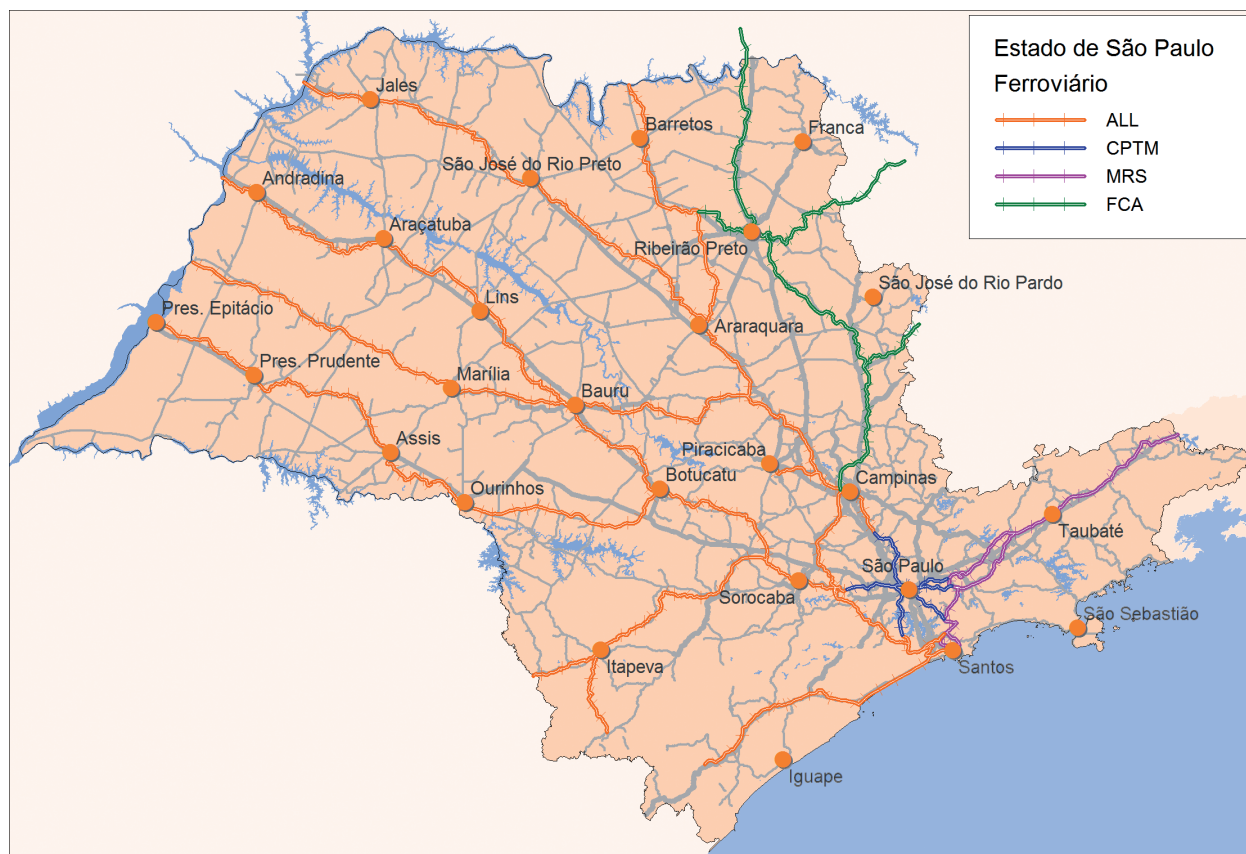 Estado de São Paulo
Ferroviário
ALL
CPTM
MRS
FCA
Jales
Barretos
Franca
São José do Rio Preto
Andradina
Araçatuba
Ribeirão Preto
São José do Rio Pardo
Pres. Epitácio
Lins
Araraquara
Pres. Prudente
Marília
Bauru
Assis
Piracicaba
Botucatu
Campinas
Ourinhos
Taubaté
São Paulo
Sorocaba
São Sebastião
Itapeva
Santos
Iguape